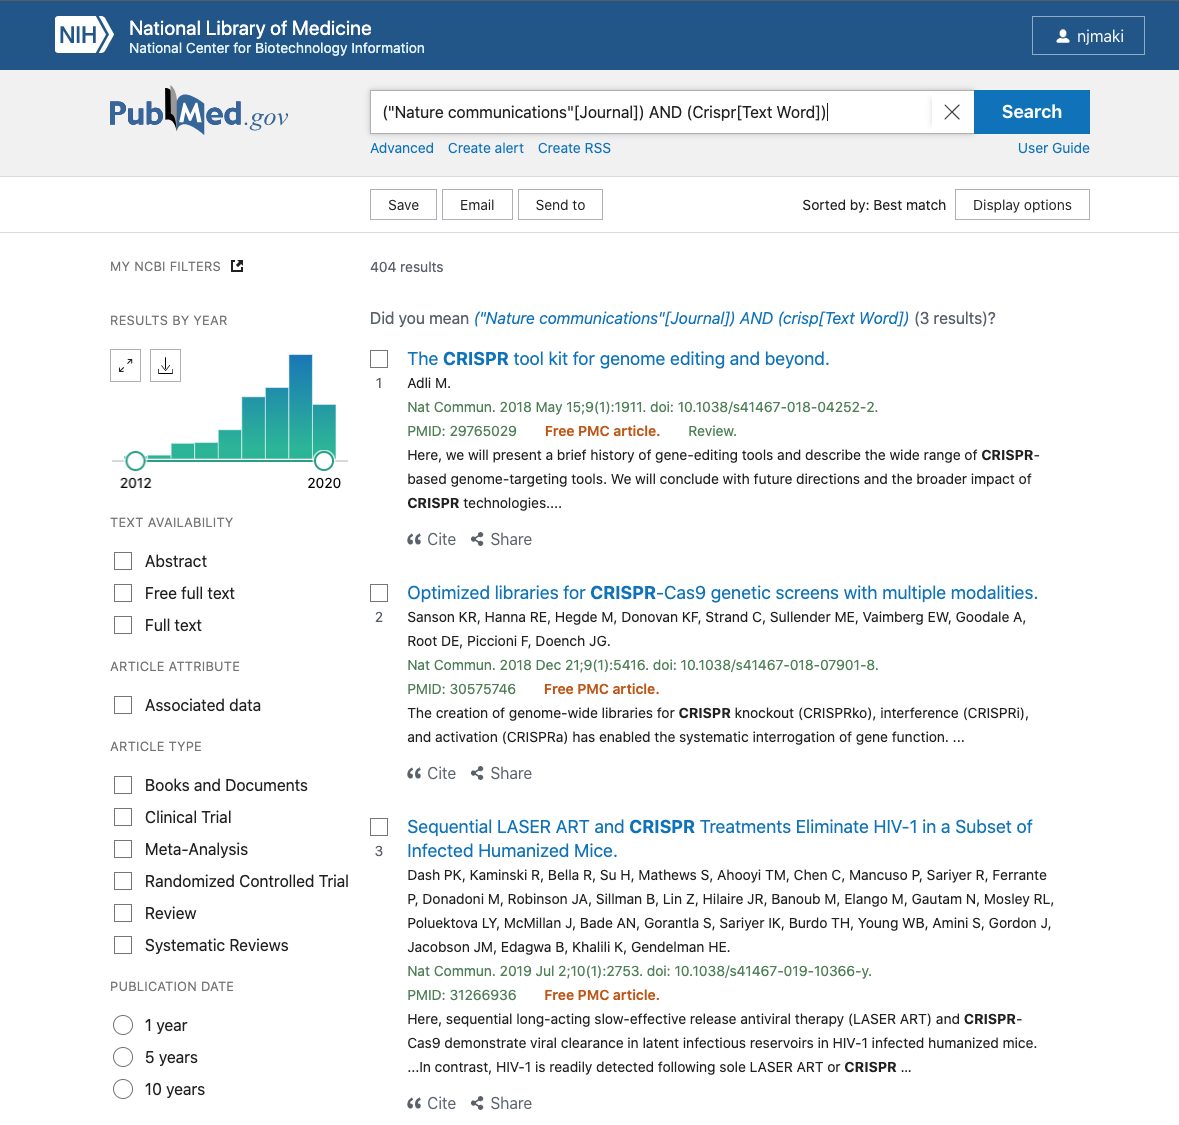 NIH National Library of Medicine
National Center for Biotechnology Information
njmaki
PubMed.gov
("Nature communications"[Journal]) AND (Crispr[Text Word])
Search
Advanced Create alert Create RSS
User Guide
Save Email Send to
Sorted by: Best match Display options
MY NCBI FILTERS
RESULTS BY YEAR
2012 2020
TEXT AVAILABILITY
Abstract
Free full text
Full text
ARTICLE ATTRIBUTE
Associated data
ARTICLE TYPE
Books and Documents
Clinical Trial
Meta-Analysis
Randomized Controlled Trial
Review
Systematic Reviews
PUBLICATION DATE
1 year
5 years
10 years
404 results
Did you mean ("Nature communications"[Journal]) AND (crisp[Text Word]) (3 results)?
The CRISPR tool kit for genome editing and beyond.
1 Adli M.
Nat Commun. 2018 May 15;9(1):1911. doi: 10.1038/s41467-018-04252-2.
PMID: 29765029 Free PMC article. Review.
Here, we will present a brief history of gene-editing tools and describe the wide range of CRISPR-
based genome-targeting tools. We will conclude with future directions and the broader impact of
CRISPR technologies....
Cite Share
Optimized libraries for CRISPR-Cas9 genetic screens with multiple modalities.
2 Sanson KR, Hanna RE, Hegde M, Donovan KF, Strand C, Sullender ME, Vaimberg EW, Goodale A,
Root DE, Piccioni F, Doench JG.
Nat Commun. 2018 Dec 21;9(1):5416. doi: 10.1038/s41467-018-07901-8.
PMID: 30575746 Free PMC article.
The creation of genome-wide libraries for CRISPR knockout (CRISPRko), interference (CRISPRi),
and activation (CRISPRa) has enabled the systematic interrogation of gene function. ...
Cite Share
Sequential LASER ART and CRISPR Treatments Eliminate HIV-1 in a Subset of
3 Infected Humanized Mice.
Dash PK, Kaminski R, Bella R, Su H, Mathews S, Ahooyi TM, Chen C, Mancuso P, Sariyer R, Ferrante
P, Donadoni M, Robinson JA, Sillman B, Lin Z, Hilaire JR, Banoub M, Elango M, Gautam N, Mosley RL,
Poluektova LY, McMillan J, Bade AN, Gorantla S, Sariyer IK, Burdo TH, Young WB, Amini S, Gordon J,
Jacobson JM, Edagwa B, Khalili K, Gendelman HE.
Nat Commun. 2019 Jul 2;10(1):2753. doi: 10.1038/s41467-019-10366-y.
PMID: 31266936 Free PMC article.
Here, sequential long-acting slow-effective release antiviral therapy (LASER ART) and CRISPR-
Cas9 demonstrate viral clearance in latent infectious reservoirs in HIV-1 infected humanized mice.
...In contrast, HIV-1 is readily detected following sole LASER ART or CRISPR ...
Cite Share